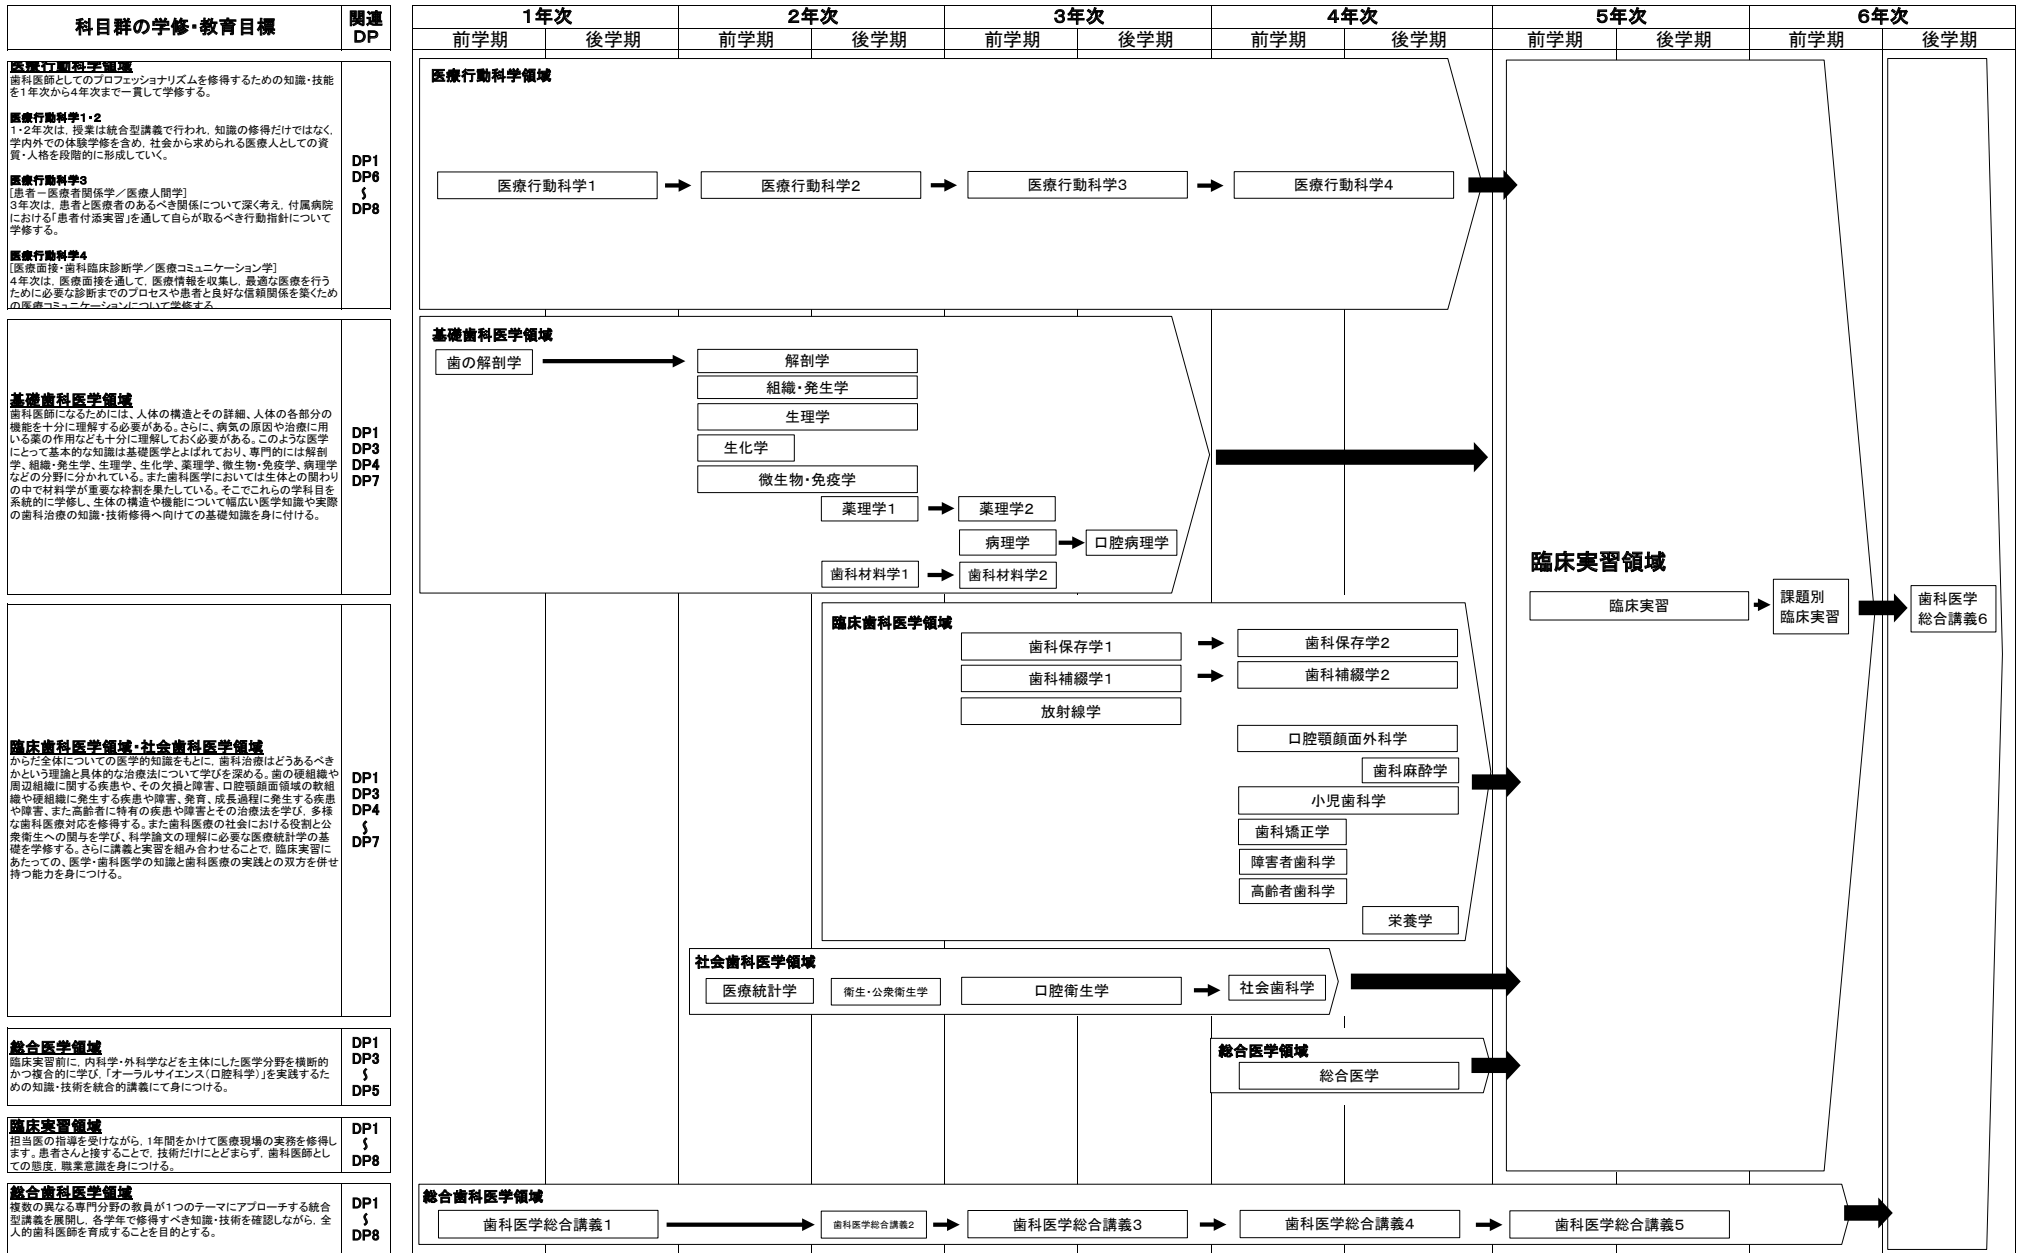 科目群の学修・教育目標
関連
DP
1年次
2年次
3年次
4年次
5年次
6年次
前学期
後学期
前学期
後学期
前学期
後学期
前学期
後学期
前学期
後学期
前学期
後学期
医療行動科学領域
歯科医師としてのプロフェッショナリズムを修得するための知識・技能
を1年次から4年次まで一貫して学修する。
医療行動科学1・2
1・2年次は，授業は統合型講義で行われ，知識の修得だけではなく，
学内外での体験学修を含め，社会から求められる医療人としての資
質・人格を段階的に形成していく。
医療行動科学3
[患者－医療者関係学／医療人間学]
3年次は，患者と医療者のあるべき関係について深く考え，付属病院
における「患者付添実習」を通して自らが取るべき行動指針について
学修する。
医療行動科学4
[医療面接・歯科臨床診断学／医療コミュニケーション学]
4年次は，医療面接を通して，医療情報を収集し，最適な医療を行う
ために必要な診断までのプロセスや患者と良好な信頼関係を築くため
の医療コミュニケーションについて学修する
DP1
DP6
〜
DP8
医療行動科学領域
医療行動科学1
医療行動科学2
医療行動科学3
医療行動科学4
基礎歯科医学領域
歯科医師になるためには、人体の構造とその詳細、人体の各部分の
機能を十分に理解する必要がある。さらに、病気の原因や治療に用
いる薬の作用なども十分に理解しておく必要がある。このような医学
にとって基本的な知識は基礎医学とよばれており、専門的には解剖
学、組織・発生学、生理学、生化学、薬理学、微生物・免疫学、病理学
などの分野に分かれている。また歯科医学においては生体との関わり
の中で材料学が重要な枠割を果たしている。そこでこれらの学科目を
系統的に学修し、生体の構造や機能について幅広い医学知識や実際
の歯科治療の知識・技術修得へ向けての基礎知識を身に付ける。
DP1
DP3
DP4
DP7
基礎歯科医学領域
歯の解剖学
解剖学
組織・発生学
生理学
生化学
微生物・免疫学
薬理学1
薬理学2
病理学
口腔病理学
歯科材料学1
歯科材料学2
臨床歯科医学領域・社会歯科医学領域
からだ全体についての医学的知識をもとに，歯科治療はどうあるべき
かという理論と具体的な治療法について学びを深める。歯の硬組織や
周辺組織に関する疾患や、その欠損と障害、口腔顎顔面領域の軟組
織や硬組織に発生する疾患や障害、発育、成長過程に発生する疾患
や障害、また高齢者に特有の疾患や障害とその治療法を学び，多様
な歯科医療対応を修得する。また歯科医療の社会における役割と公
衆衛生への関与を学び、科学論文の理解に必要な医療統計学の基
礎を学修する。さらに講義と実習を組み合わせることで，臨床実習に
あたっての、医学・歯科医学の知識と歯科医療の実践との双方を併せ
持つ能力を身につける。
DP1
DP3
DP4
〜
DP7
臨床歯科医学領域
歯科保存学1
歯科保存学2
歯科補綴学1
歯科補綴学2
放射線学
口腔顎顔面外科学
歯科麻酔学
小児歯科学
歯科矯正学
障害者歯科学
高齢者歯科学
栄養学
社会歯科医学領域
医療統計学
衛生・公衆衛生学
口腔衛生学
社会歯科学
臨床実習領域
臨床実習
課題別
臨床実習
歯科医学
総合講義6
総合医学領域
臨床実習前に，内科学・外科学などを主体にした医学分野を横断的
かつ複合的に学び，「オーラルサイエンス（口腔科学）」を実践するた
めの知識・技術を統合的講義にて身につける。
DP1
DP3
〜
DP5
総合医学領域
総合医学
臨床実習領域
担当医の指導を受けながら，1年間をかけて医療現場の実務を修得し
ます。患者さんと接することで，技術だけにとどまらず，歯科医師とし
ての態度，職業意識を身につける。
DP1
〜
DP8
総合歯科医学領域
複数の異なる専門分野の教員が1つのテーマにアプローチする統合
型講義を展開し，各学年で修得すべき知識・技術を確認しながら，全
人的歯科医師を育成することを目的とする。
DP1
〜
DP8
総合歯科医学領域
歯科医学総合講義1
歯科医学総合講義2
歯科医学総合講義3
歯科医学総合講義4
歯科医学総合講義5